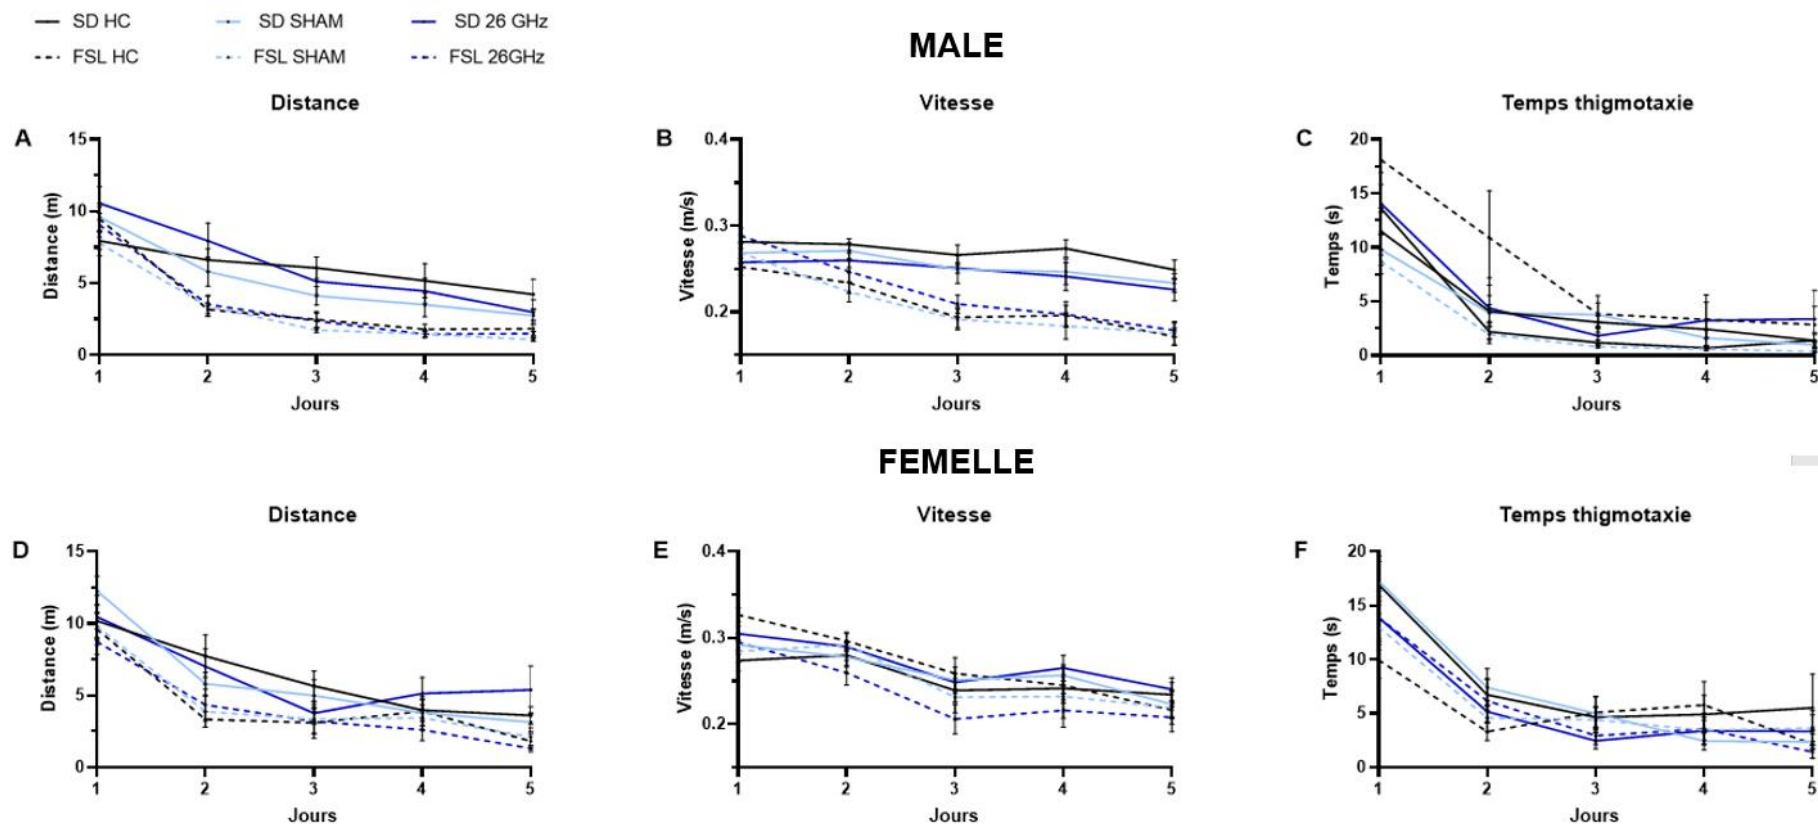 SD HC SD SHAM SD 26 GHz
FSL HC FSL SHAM FSL 26GHz
MALE
Distance Vitesse Temps thigmotaxie
A
15
10
5
0
Distance (m)
1 2 3 4 5
Jours
B
0.4
0.3
0.2
Vitesse (m/s)
1 2 3 4 5
Jours
C
20
15
10
5
0
Temps (s)
1 2 3 4 5
Jours
FEMELLE
Distance Vitesse Temps thigmotaxie
D
15
10
5
0
Distance (m)
1 2 3 4 5
Jours
E
0.4
0.3
0.2
Vitesse (m/s)
1 2 3 4 5
Jours
F
20
15
10
5
0
Temps (s)
1 2 3 4 5
Jours